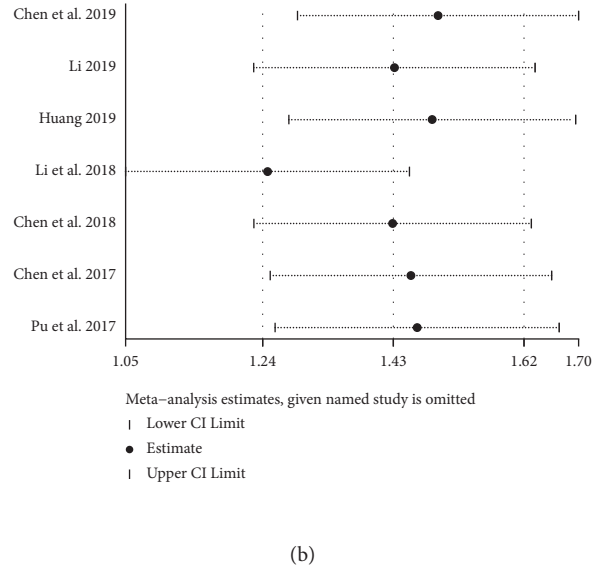 Chen et al. 2019
Li 2019
Huang 2019
Li et al. 2018
Chen et al. 2018
Chen et al. 2017
Pu et al. 2017
1.05 1.24 1.43 1.62 1.70
Meta−analysis estimates, given named study is omitted
Lower CI Limit
Estimate
Upper CI Limit
(b)